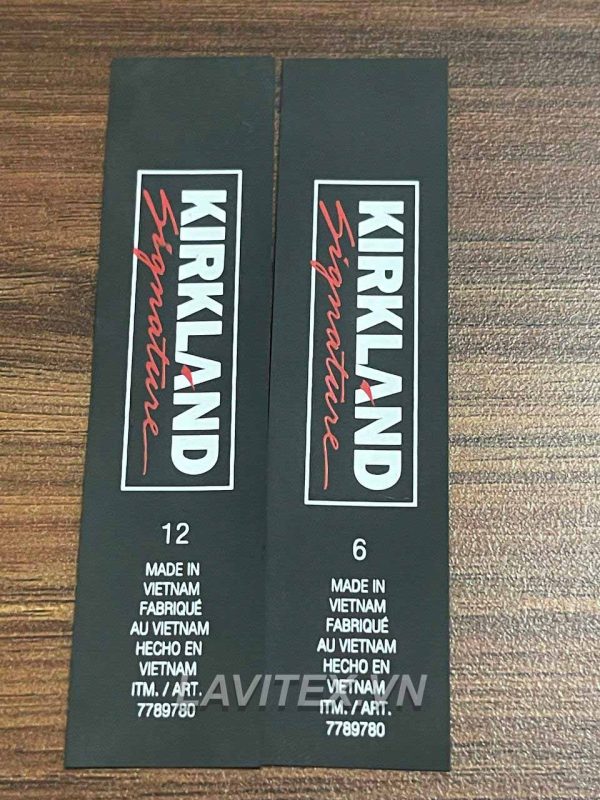 KIRKLAND
Signature
12
MADE IN
VIETNAM
FABRIQUÉ
AU VIETNAM
HECHO EN
VIETNAM
ITM. / ART.
7789780
KIRKLAND
Signature
6
MADE IN
VIETNAM
FABRIQUÉ
AU VIETNAM
HECHO EN
VIETNAM
ITM. / ART.
7789780
LAVITEX.VN